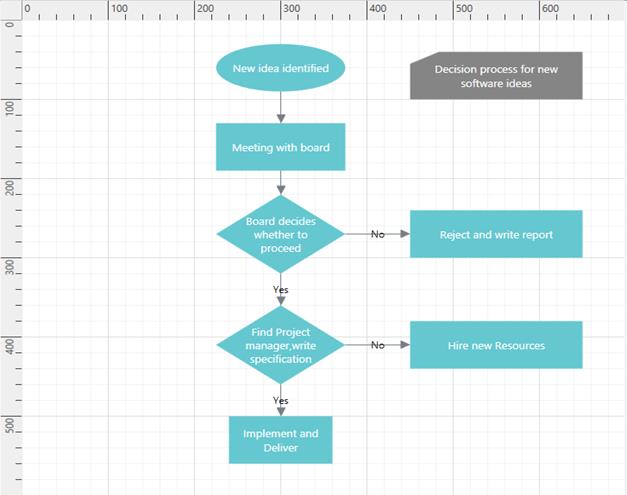 0 100 200 300 400 500 600
0
100
200
300
400
500
New idea identified
Decision process for new
software ideas
Meeting with board
Board decides
whether to
proceed
No
Reject and write report
Yes
Find Project
manager,write
specification
No
Hire new Resources
Yes
Implement and
Deliver